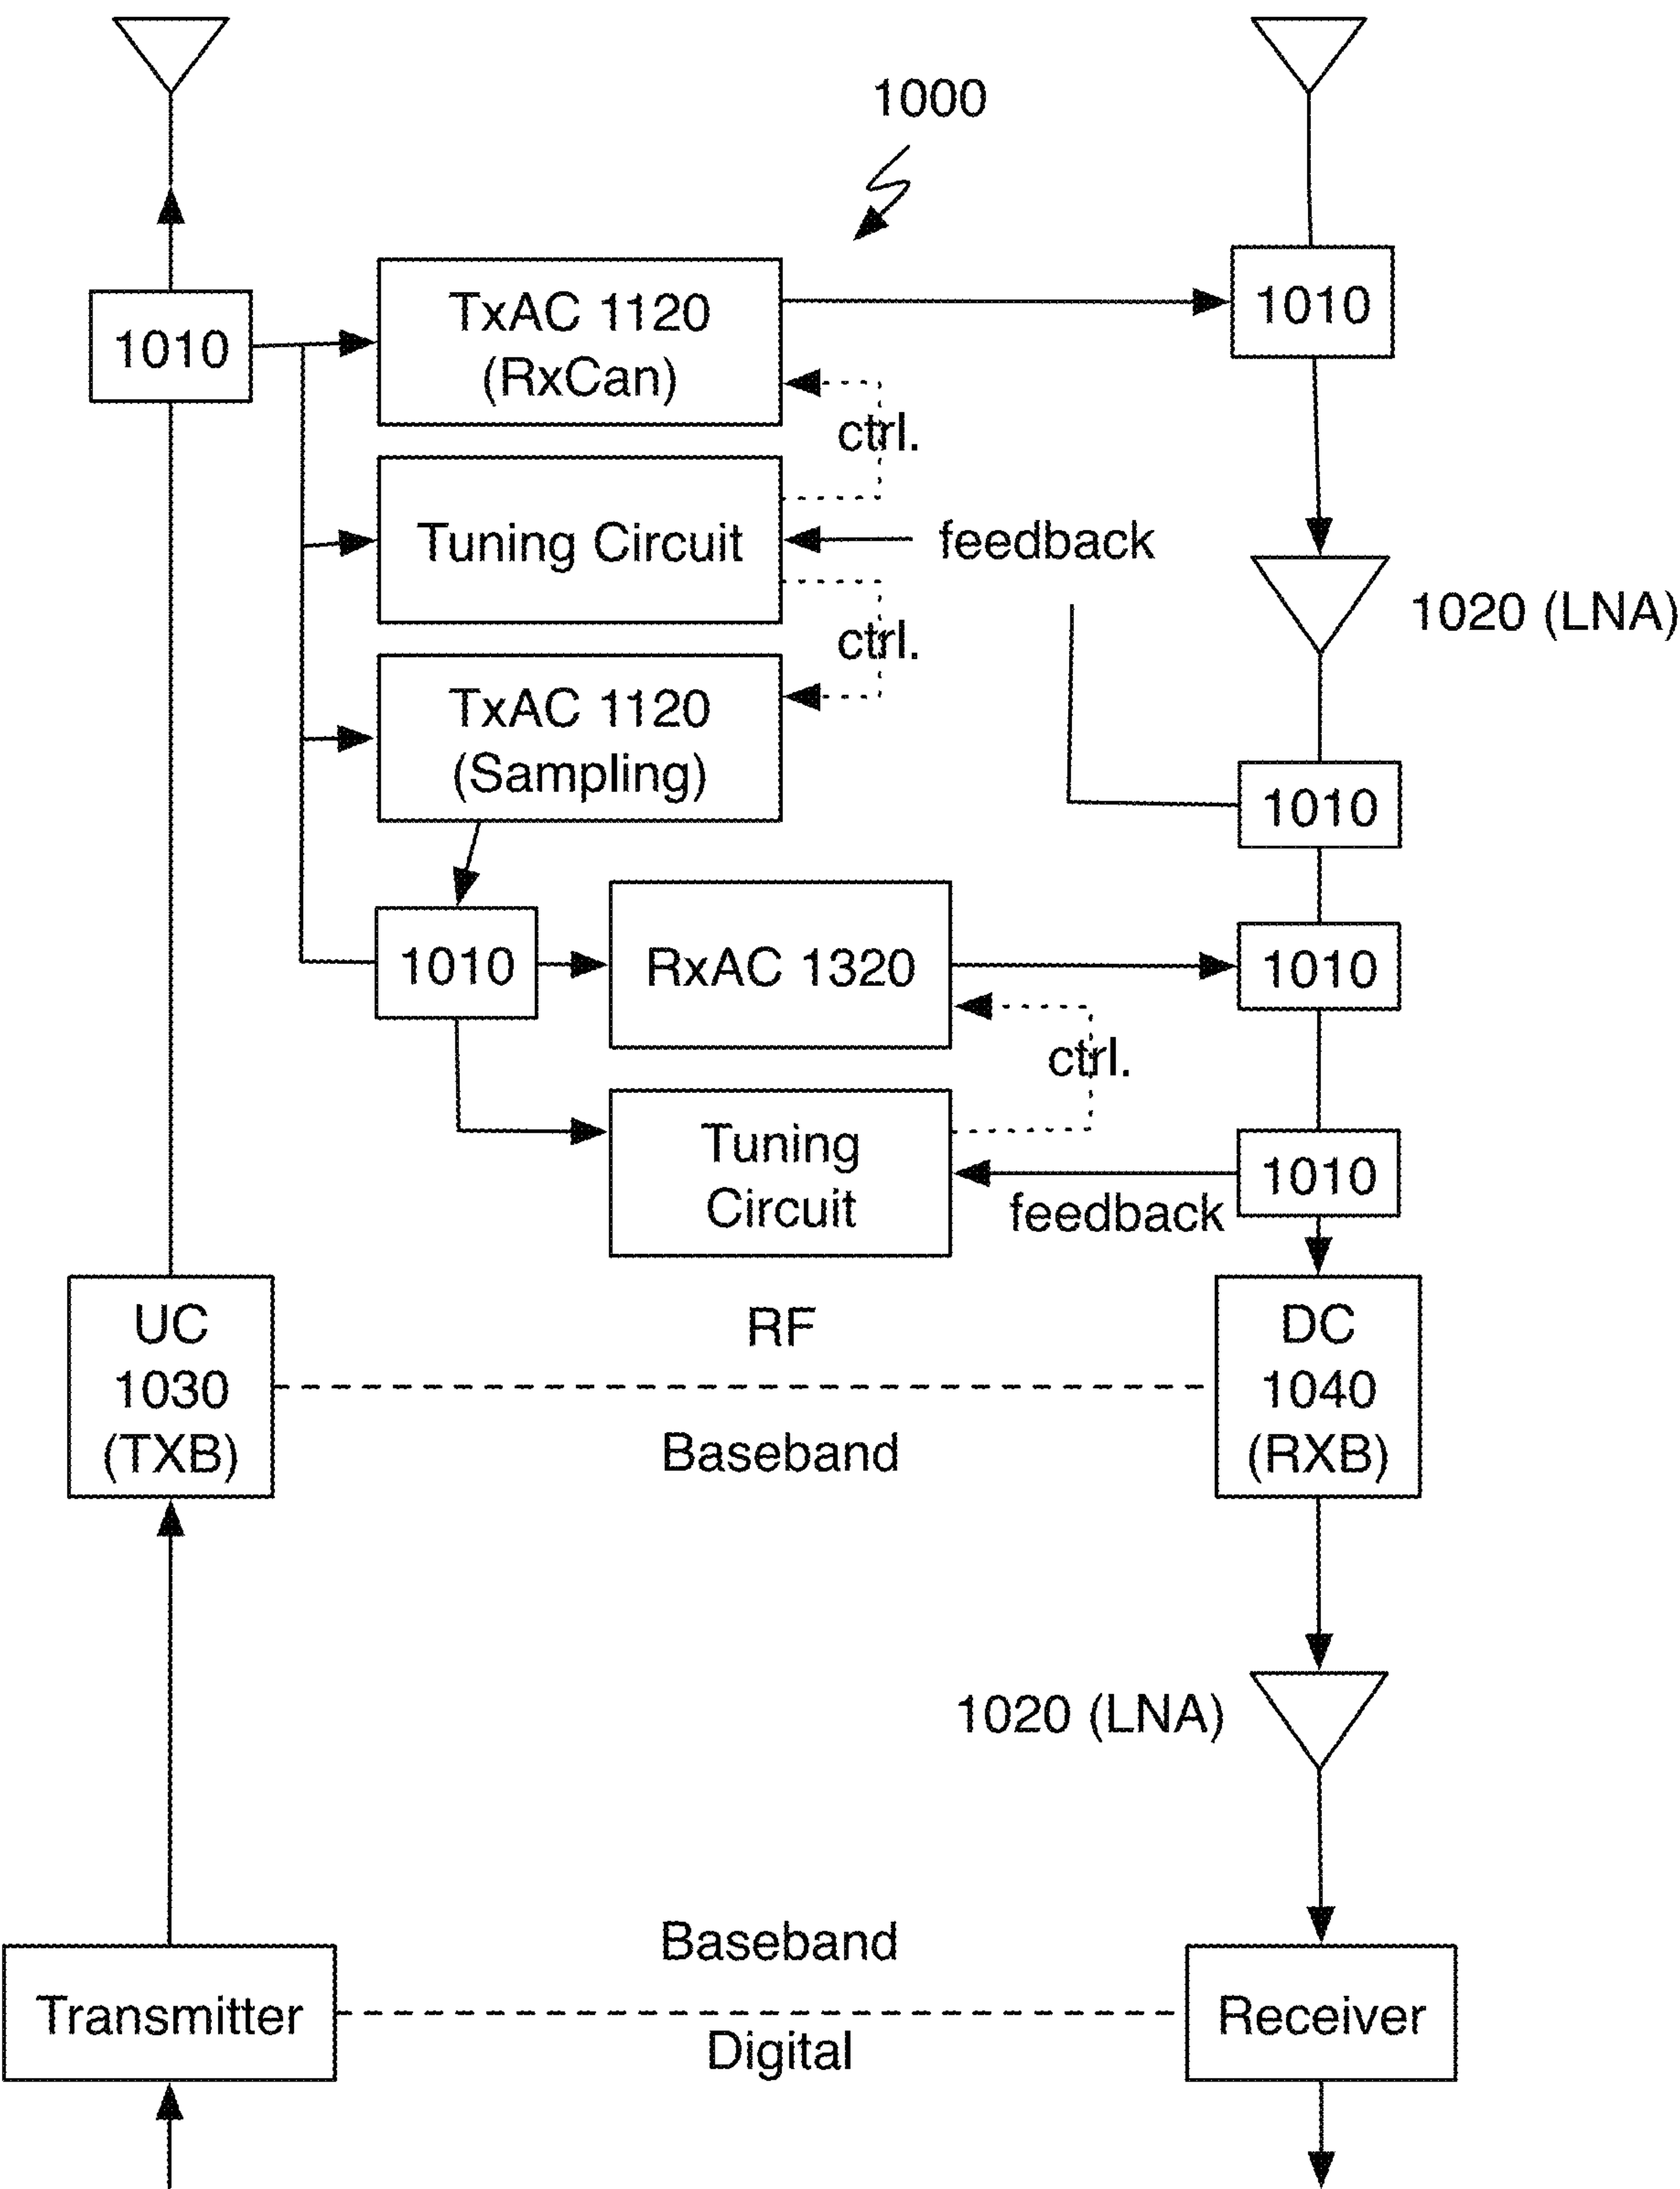 1000
1010
TxAC 1120
(RxCan)
1010
ctrl.
Tuning Circuit
feedback
1020 (LNA)
ctrl.
TxAC 1120
(Sampling)
1010
1010
RxAC 1320
1010
ctrl.
Tuning
Circuit
1010
feedback
UC
1030
(TXB)
RF
Baseband
DC
1040
(RXB)
1020 (LNA)
Baseband
Transmitter
Digital
Receiver